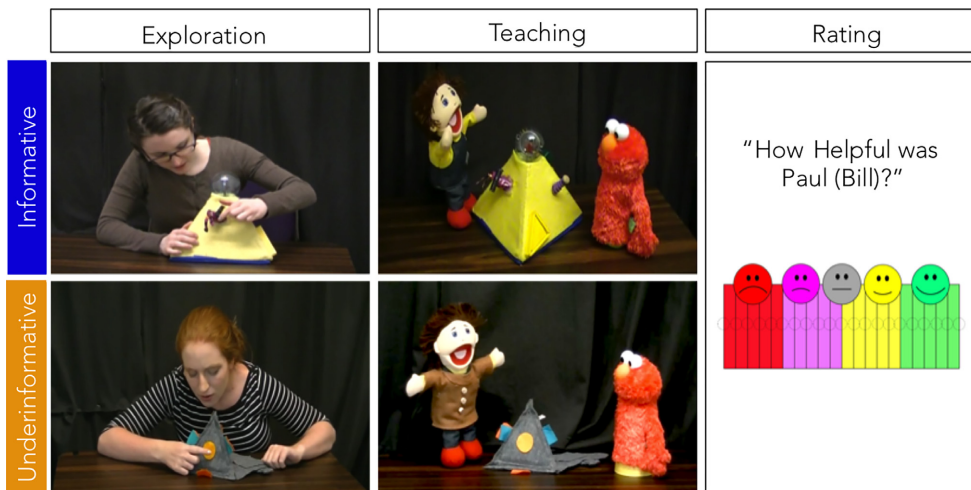 Exploration
Teaching
Rating
Informative
“How Helpful was
Paul (Bill)?”
Underinformative